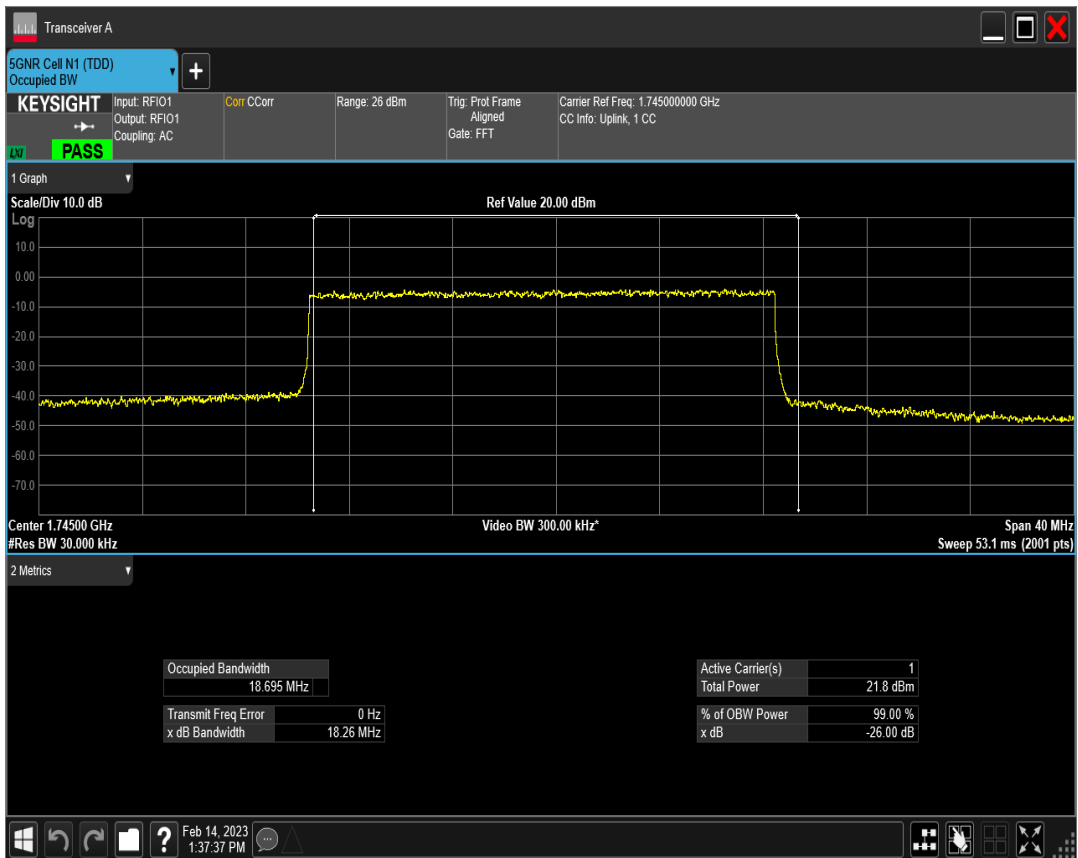 Transceiver A
5GNR Cell N1 (TDD)
Occupied BW
+
KEYSIGHT
LXI
PASS
Input: RFIO1
Output: RFIO1
Coupling: AC
Corr CCorr
Range: 26 dBm
Trig: Prot Frame
Aligned
Gate: FFT
Carrier Ref Freq: 1.745000000 GHz
CC Info: Uplink, 1 CC
1 Graph
Scale/Div 10.0 dB
Ref Value 20.00 dBm
Log
10.0
0.00
-10.0
-20.0
-30.0
-40.0
-50.0
-60.0
-70.0
Center 1.74500 GHz
Video BW 300.00 kHz*
Span 40 MHz
#Res BW 30.000 kHz
Sweep 53.1 ms (2001 pts)
2 Metrics
Occupied Bandwidth
18.695 MHz
Transmit Freq Error 0 Hz
x dB Bandwidth 18.26 MHz
Active Carrier(s) 1
Total Power 21.8 dBm
% of OBW Power 99.00 %
x dB -26.00 dB
?
Feb 14, 2023
1:37:37 PM